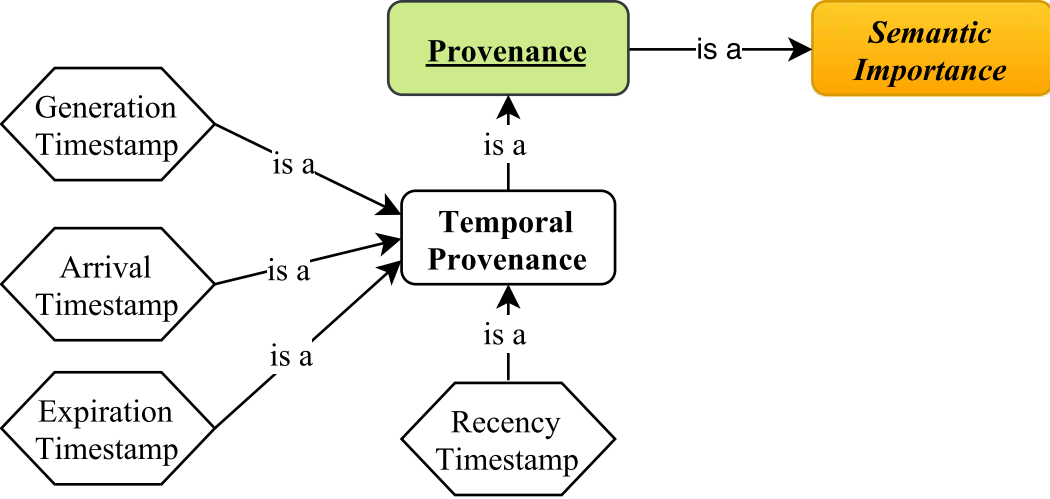 Provenance
is a
Semantic
Importance
Generation
Timestamp
is a
is a
Temporal
Provenance
Arrival
Timestamp
is a
is a
is a
Expiration
Timestamp
Recency
Timestamp